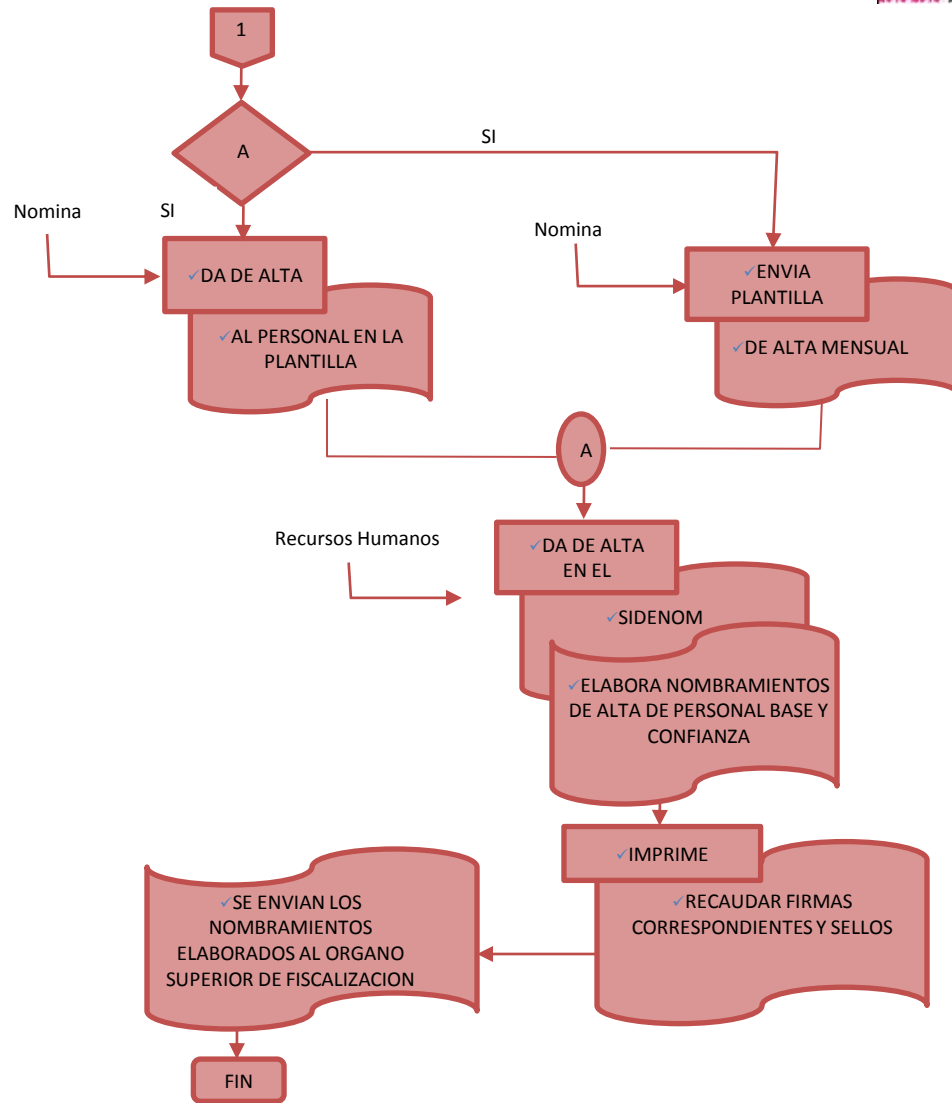 1
A
SI
Nomina
SI
Nomina
✓DA DE ALTA
✓ENVIA
PLANTILLA
✓AL PERSONAL EN LA
PLANTILLA
✓DE ALTA MENSUAL
A
Recursos Humanos
✓DA DE ALTA
EN EL
✓SIDENOM
✓ELABORA NOMBRAMIENTOS
DE ALTA DE PERSONAL BASE Y
CONFIANZA
✓IMPRIME
✓RECAUDAR FIRMAS
CORRESPONDIENTES Y SELLOS
✓SE ENVIAN LOS
NOMBRAMIENTOS
ELABORADOS AL ORGANO
SUPERIOR DE FISCALIZACION
FIN